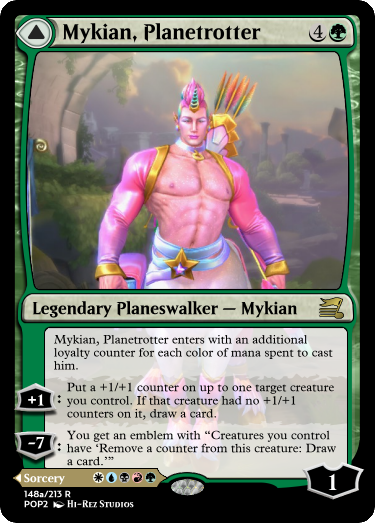 Mykian, Planetrotter 4
Legendary Planeswalker — Mykian
Mykian, Planetrotter enters with an additional
loyalty counter for each color of mana spent to cast
him.
+1 : Put a +1/+1 counter on up to one target creature
you control. If that creature had no +1/+1
counters on it, draw a card.
-7 : You get an emblem with “Creatures you control
have ‘Remove a counter from this creature: Draw
a card.’”
Sorcery
1
148a/213 R
POP2 Hi-Rez Studios